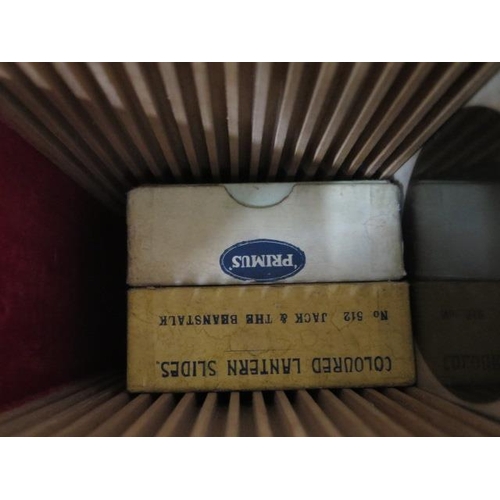 COLOURED LANTERN SLIDES.
No 512 JACK & THE BEANSTALK
'PRIMUS'